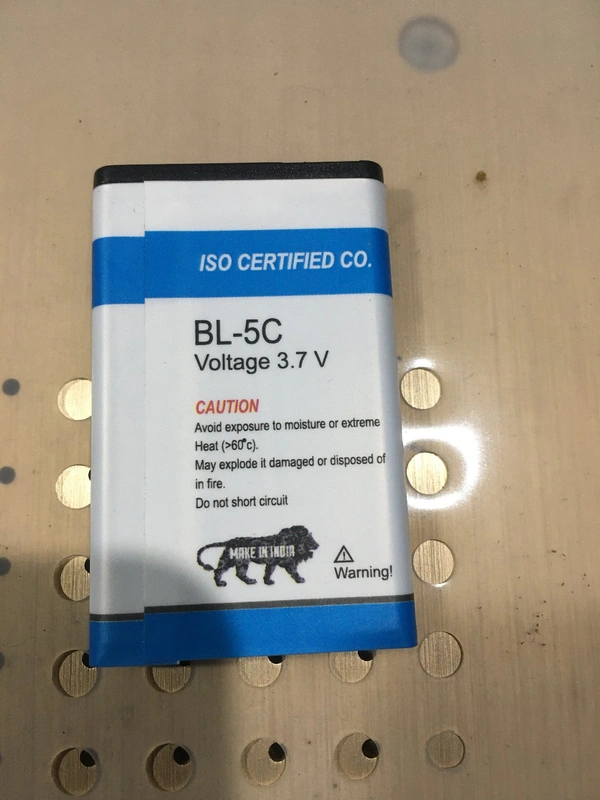 ISO CERTIFIED CO.
BL-5C
Voltage 3.7 V
CAUTION
Avoid exposure to moisture or extreme
Heat (>60°c).
May explode it damaged or disposed of
in fire.
Do not short circuit
MAKE IN INDIA
Warning!